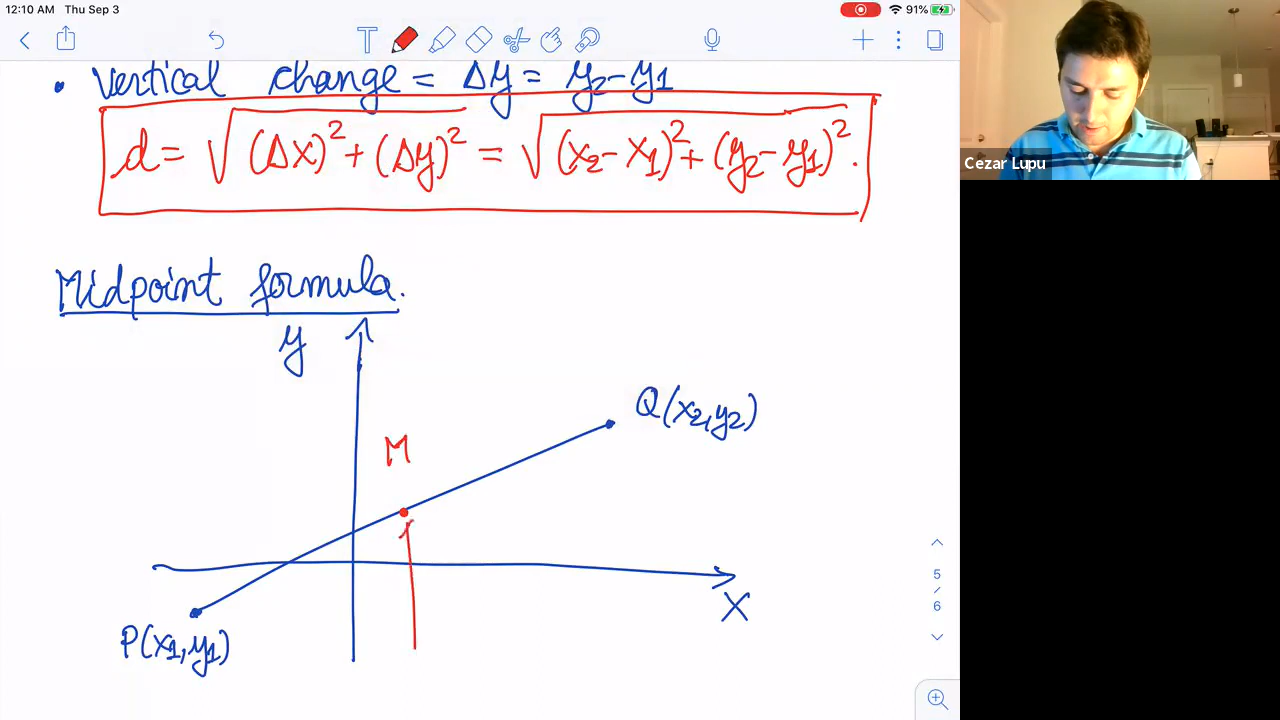 12:10 AM Thu Sep 3
91%
Cezar Lupu
• Vertical change = Δy = y₂ − y₁
d = √(Δx)² + (Δy)² = √(x₂ − x₁)² + (y₂ − y₁)².
Midpoint formula.
y
Q(x₂, y₂)
M
x
P(x₁, y₁)
5
/
6
T